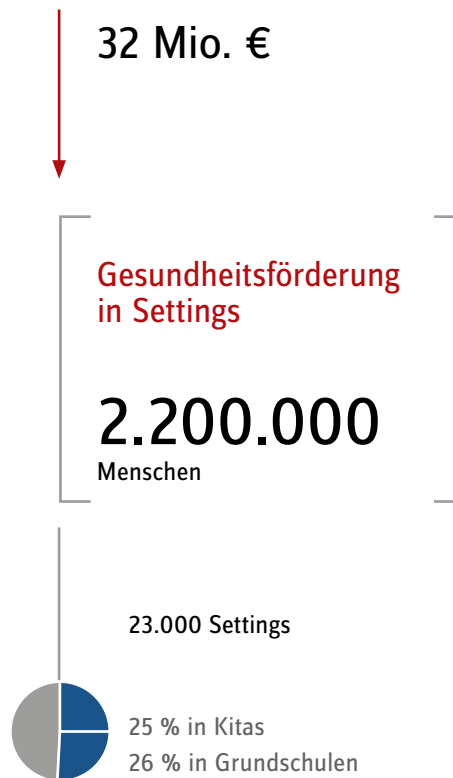 32 Mio. €
Gesundheitsförderung
in Settings
2.200.000
Menschen
23.000 Settings
25 % in Kitas
26 % in Grundschulen